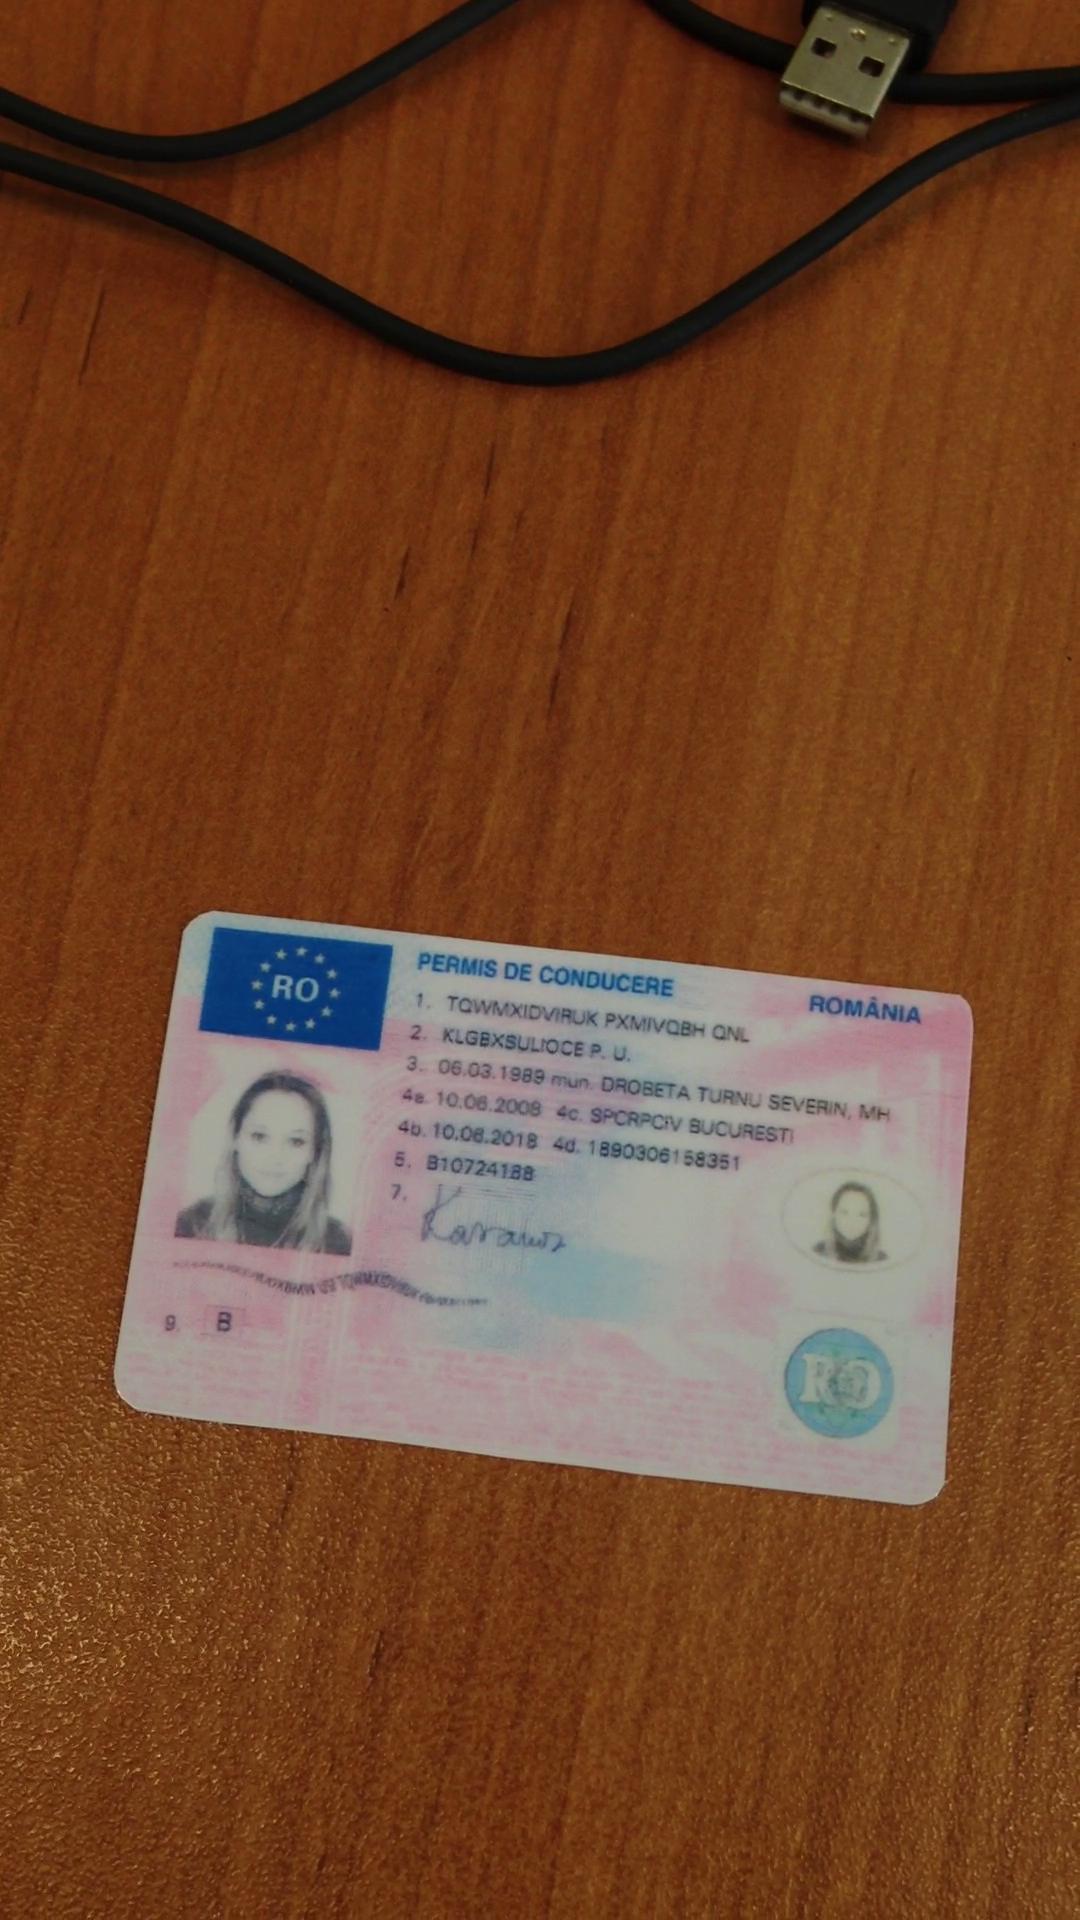 RO
PERMIS DE CONDUCERE
ROMÂNIA
1. TQWMXIDVIRUK PXMIVQBH QNL
2. KLGBXSULIOCE P. U.
3. 06.03.1989 mun. DROBETA TURNU SEVERIN, MH
4a. 10.06.2008 4c. SPCRPCIV BUCURESTI
4b. 10.06.2018 4d. 1890306158351
5. B10724188
7.
9. B
RO